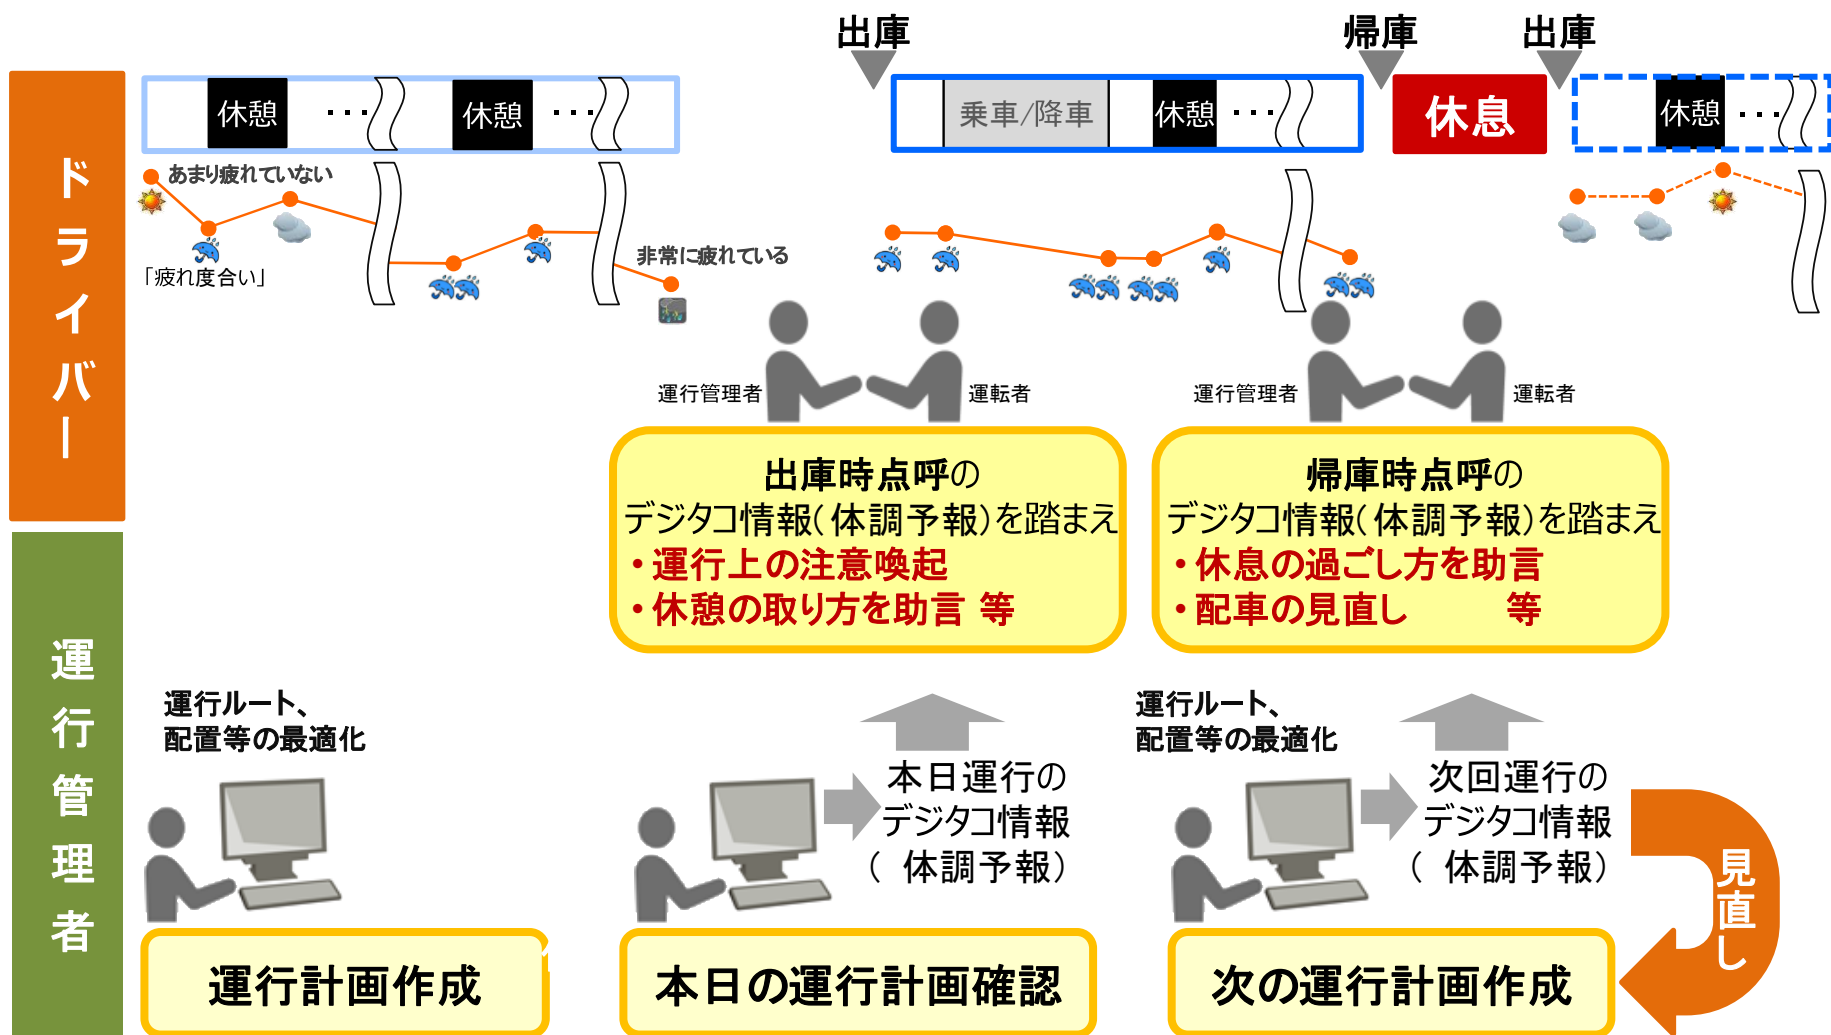 出庫
帰庫
出庫
ドライバー
休憩
・・・
休憩
・・・
乗車/降車
休憩
・・・
休息
休憩
・・・
あまり疲れていない
「疲れ度合い」
非常に疲れている
運行管理者
運転者
運行管理者
運転者
出庫時点呼の
デジタコ情報(体調予報)を踏まえ
・運行上の注意喚起
・休憩の取り方を助言 等
帰庫時点呼の
デジタコ情報(体調予報)を踏まえ
・休息の過ごし方を助言
・配車の見直し 等
運行管理者
運行ルート、
配置等の最適化
本日運行の
デジタコ情報
( 体調予報)
運行ルート、
配置等の最適化
次回運行の
デジタコ情報
( 体調予報)
見直し
運行計画作成
本日の運行計画確認
次の運行計画作成